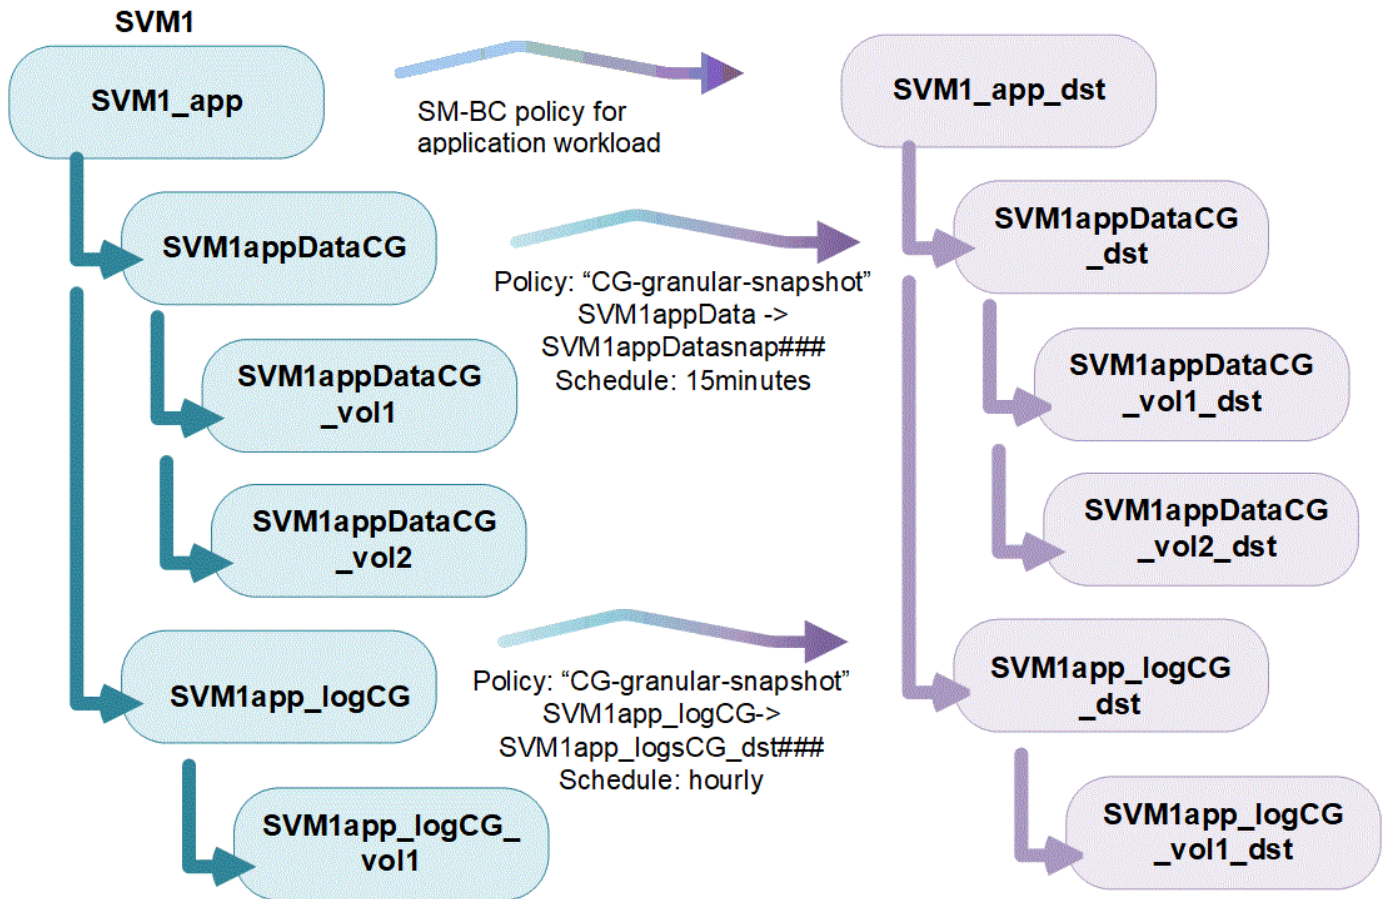 SVM1
SVM1_app
SM-BC policy for
application workload
SVM1_app_dst
SVM1appDataCG
Policy: “CG-granular-snapshot”
SVM1appData ->
SVM1appDatasnap###
Schedule: 15minutes
SVM1appDataCG
_dst
SVM1appDataCG
_vol1
SVM1appDataCG
_vol1_dst
SVM1appDataCG
_vol2
SVM1appDataCG
_vol2_dst
SVM1app_logCG
Policy: “CG-granular-snapshot”
SVM1app_logCG->
SVM1app_logsCG_dst###
Schedule: hourly
SVM1app_logCG
_dst
SVM1app_logCG_
vol1
SVM1app_logCG
_vol1_dst